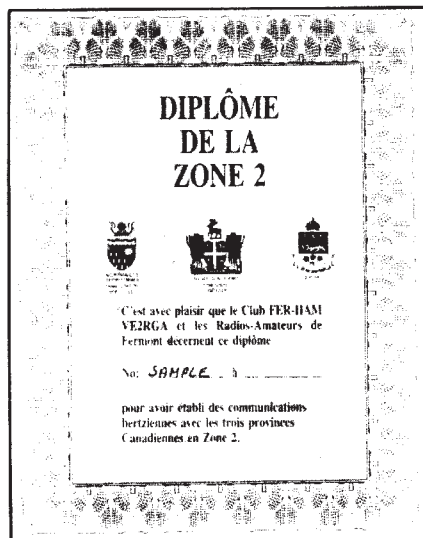 DIPLÔME
DE LA
ZONE 2
C'est avec plaisir que le Club FER-HAM
VE2RGA et les Radios-Amateurs de
Fermont décernent ce diplôme
No: SAMPLE à
pour avoir établi des communications
hertziennes avec les trois provinces
Canadiennes en Zone 2.